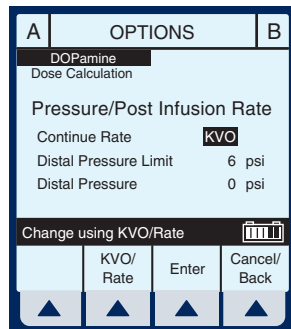 A OPTIONS B
DOPamine
Dose Calculation
Pressure/Post Infusion Rate
Continue Rate KVO
Distal Pressure Limit 6 psi
Distal Pressure 0 psi
Change using KVO/Rate
KVO/ Cancel/
Rate Enter Back